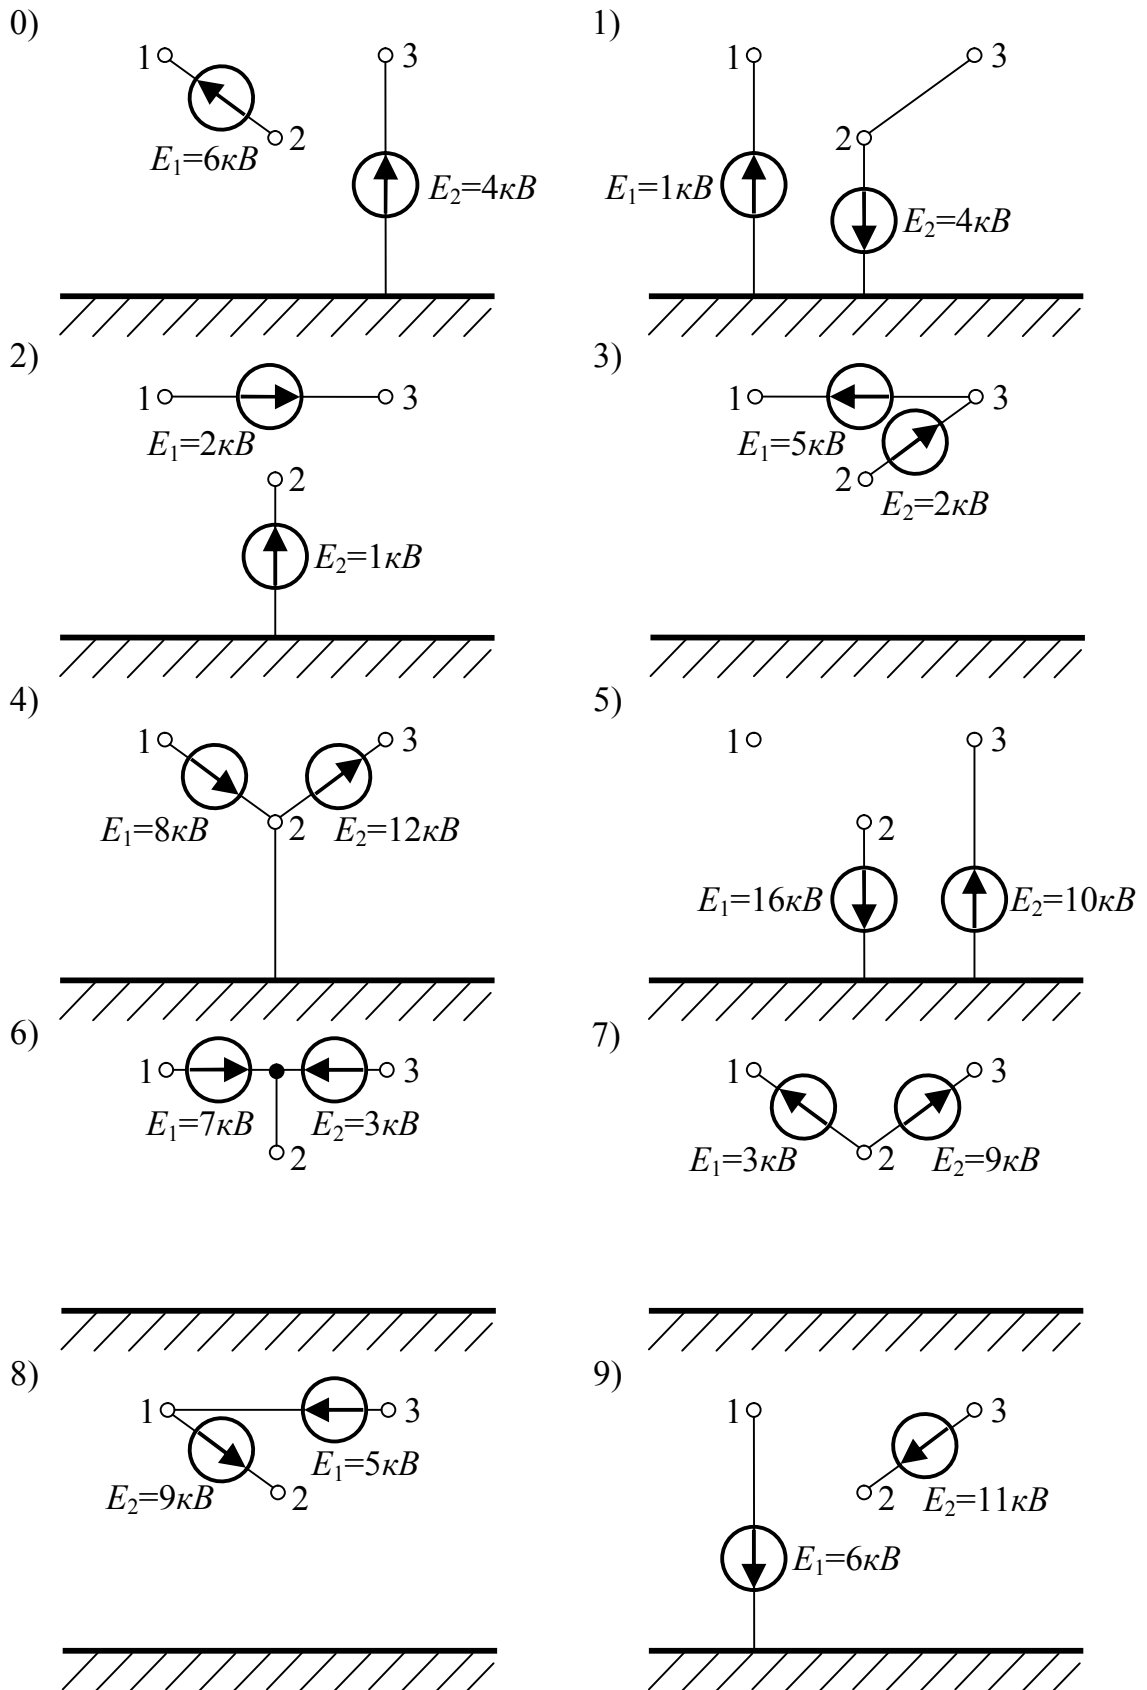 0)
1 3
2
E₁=6кВ
E₂=4кВ
1)
1 3
2
E₁=1кВ
E₂=4кВ
2)
1 3
E₁=2кВ
2
E₂=1кВ
3)
1 3
E₁=5кВ
2
E₂=2кВ
4)
1 3
E₁=8кВ 2 E₂=12кВ
5)
1 3
2
E₁=16кВ E₂=10кВ
6)
1 3
E₁=7кВ E₂=3кВ
2
7)
1 3
E₁=3кВ 2 E₂=9кВ
8)
1 3
E₁=5кВ
E₂=9кВ 2
9)
1 3
2 E₂=11кВ
E₁=6кВ